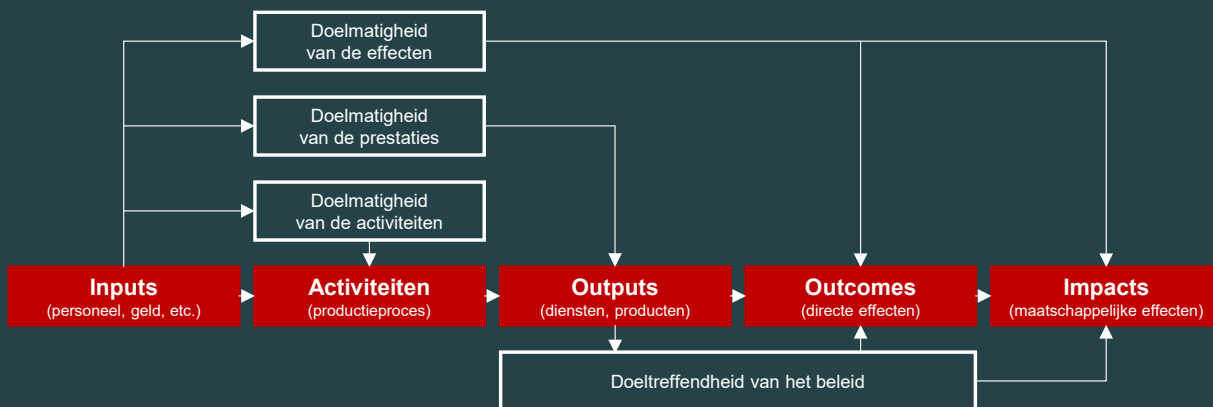 Doelmatigheid
van de effecten
Doelmatigheid
van de prestaties
Doelmatigheid
van de activiteiten
Inputs
(personeel, geld, etc.)
Activiteiten
(productieproces)
Outputs
(diensten, producten)
Outcomes
(directe effecten)
Impacts
(maatschappelijke effecten)
Doeltreffendheid van het beleid